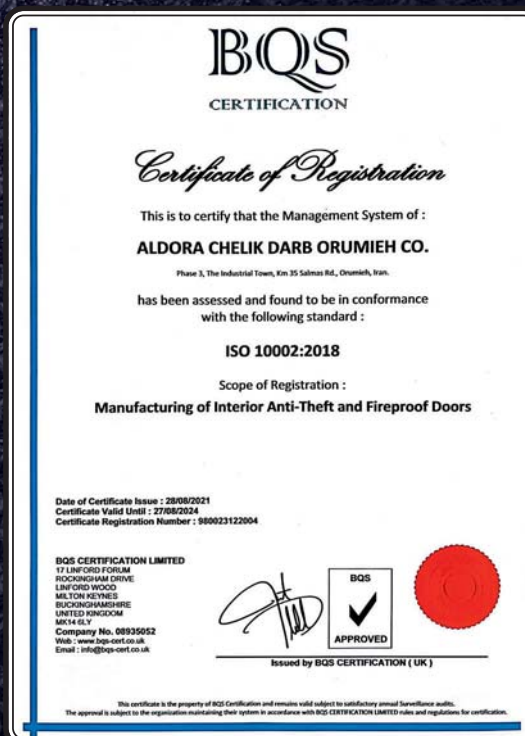 BQS
CERTIFICATION
Certificate of Registration
This is to certify that the Management System of :
ALDORA CHELIK DARB ORUMIEH CO.
Phase 3, The Industrial Town, Km 35 Salmas Rd., Orumieh, Iran.
has been assessed and found to be in conformance
with the following standard :
ISO 10002:2018
Scope of Registration :
Manufacturing of Interior Anti-Theft and Fireproof Doors
Date of Certificate Issue : 28/08/2021
Certificate Valid Until : 27/08/2024
Certificate Registration Number : 980023122004
BQS CERTIFICATION LIMITED
17 LINFORD FORUM
ROCKINGHAM DRIVE
LINFORD WOOD
MILTON KEYNES
BUCKINGHAMSHIRE
UNITED KINGDOM
MK14 6LY
Company No. 08935052
Web : www.bqs-cert.co.uk
Email : info@bqs-cert.co.uk
BQS
APPROVED
Issued by BQS CERTIFICATION ( UK )
This certificate is the property of BQS Certification and remains valid subject to satisfactory annual Surveillance audits.
The approval is subject to the organization maintaining their system in accordance with BQS CERTIFICATION LIMITED rules and regulations for certification.